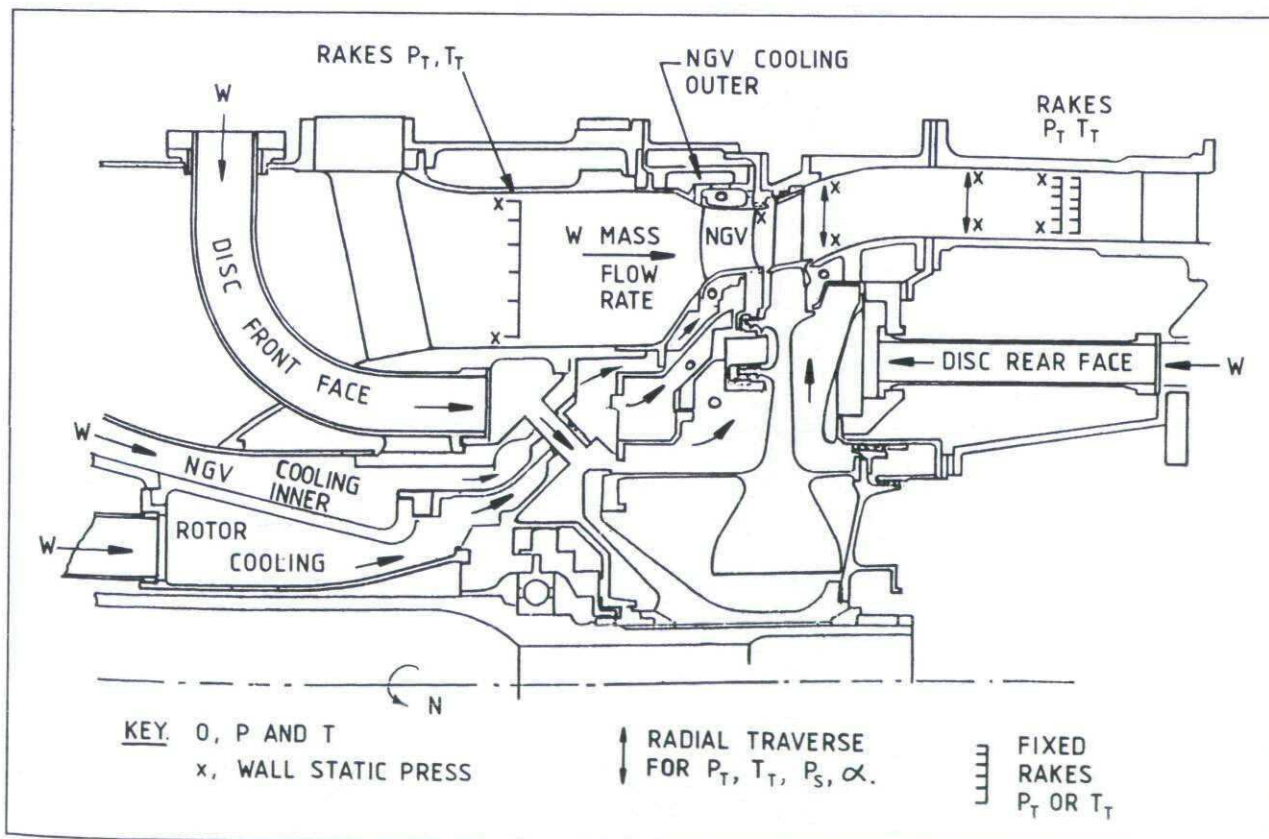 RAKES P_T, T_T
NGV COOLING
OUTER
RAKES
P_T T_T
W
DISC FRONT FACE
W MASS
FLOW
RATE
NGV
DISC REAR FACE
W
W
NGV COOLING
INNER
W
ROTOR
COOLING
N
KEY. O, P AND T
x, WALL STATIC PRESS
RADIAL TRAVERSE
FOR P_T, T_T, P_S, α.
FIXED
RAKES
P_T OR T_T
x
x
x
x
x
x
x
x
x